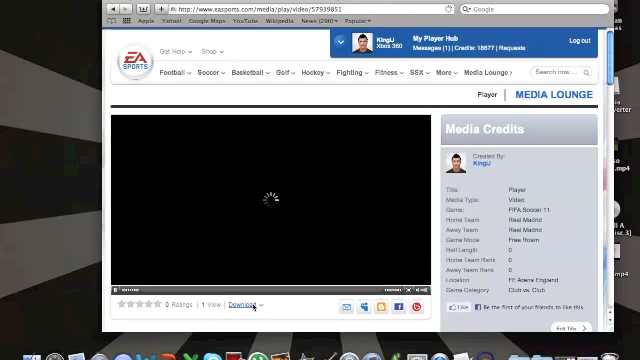 http://www.easports.com/media/play/video/57939851
Google
Apple Yahoo! Google Maps YouTube Wikipedia News (290) Popular
EA SPORTS
Get Help Shop
KingIJ
Xbox 360
My Player Hub
Messages (1) | Credits: 18677 | Requests
Log out
Football Soccer Basketball Golf Hockey Fighting Fitness SSX More Media Lounge
Search now...
Player | MEDIA LOUNGE
Media Credits
Created By:
KingIJ
Title: Player
Media Type: Video
Game: FIFA Soccer 11
Home Team Real Madrid
Away Team Real Madrid
Game Mode Free Roam
Half Length 0
Home Team Rank 0
Away Team Rank 0
Location FE Arena England
Game Category Club vs. Club
0 Ratings | 1 View | Download
Like Be the first of your friends to like this.
Edit Title